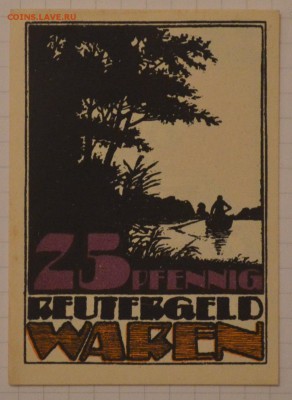 COINS.LAVE.RU
25 PFENNIG
REUTERGELD
WAREN